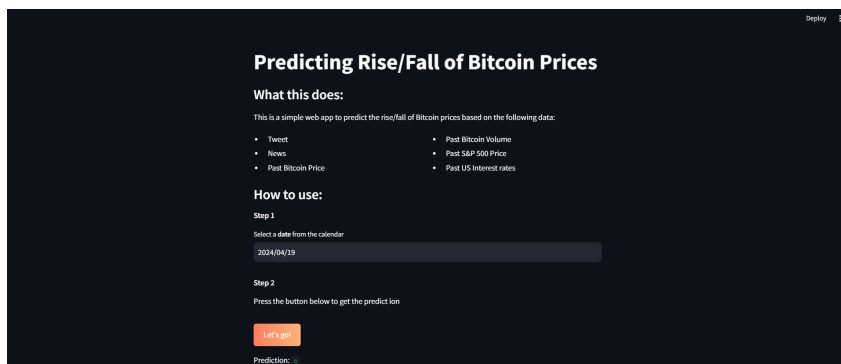 Deploy
Predicting Rise/Fall of Bitcoin Prices
What this does:
This is a simple web app to predict the rise/fall of Bitcoin prices based on the following data:
• Tweet
• News
• Past Bitcoin Price
• Past Bitcoin Volume
• Past S&P 500 Price
• Past US Interest rates
How to use:
Step 1
Select a date from the calendar
2024/04/19
Step 2
Press the button below to get the predict ion
Let's go!
Prediction: